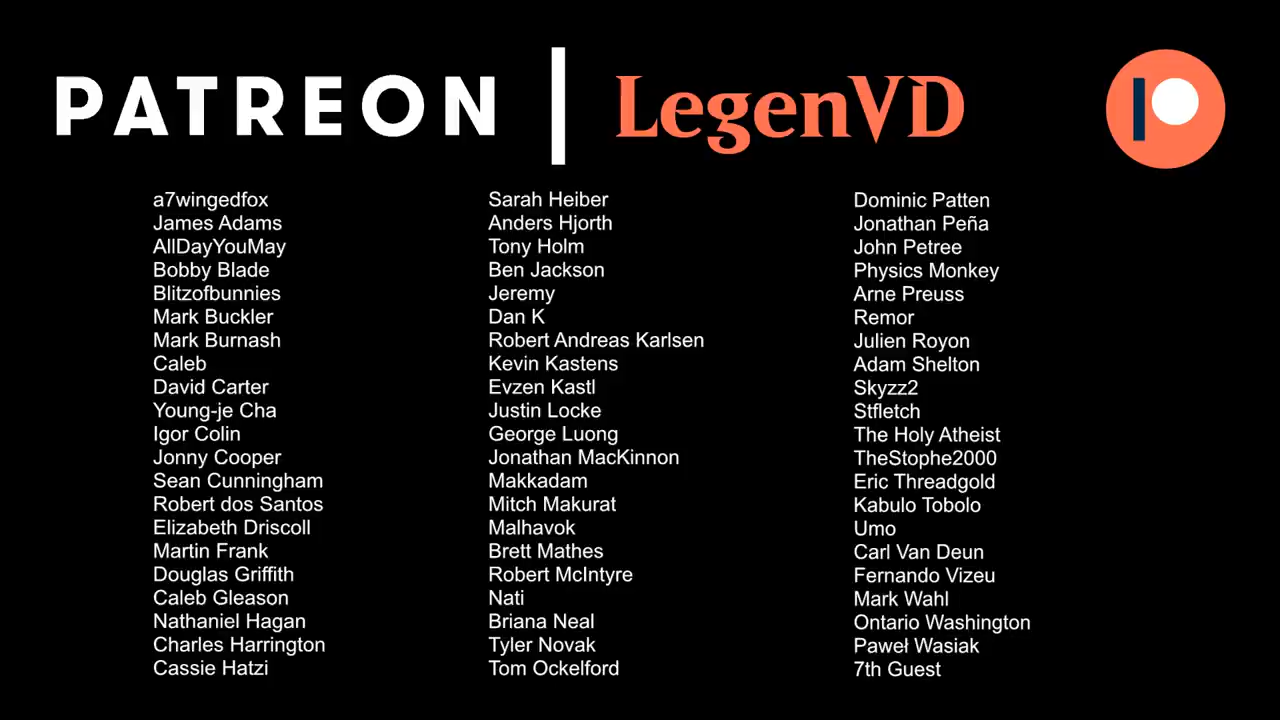 PATREON | LegenVD
a7wingedfox
James Adams
AllDayYouMay
Bobby Blade
Blitzofbunnies
Mark Buckler
Mark Burnash
Caleb
David Carter
Young-je Cha
Igor Colin
Jonny Cooper
Sean Cunningham
Robert dos Santos
Elizabeth Driscoll
Martin Frank
Douglas Griffith
Caleb Gleason
Nathaniel Hagan
Charles Harrington
Cassie Hatzi
Sarah Heiber
Anders Hjorth
Tony Holm
Ben Jackson
Jeremy
Dan K
Robert Andreas Karlsen
Kevin Kastens
Evzen Kastl
Justin Locke
George Luong
Jonathan MacKinnon
Makkadam
Mitch Makurat
Malhavok
Brett Mathes
Robert McIntyre
Nati
Briana Neal
Tyler Novak
Tom Ockelford
Dominic Patten
Jonathan Peña
John Petree
Physics Monkey
Arne Preuss
Remor
Julien Royon
Adam Shelton
Skyzz2
Stfletch
The Holy Atheist
TheStophe2000
Eric Threadgold
Kabulo Tobolo
Umo
Carl Van Deun
Fernando Vizeu
Mark Wahl
Ontario Washington
Paweł Wasiak
7th Guest